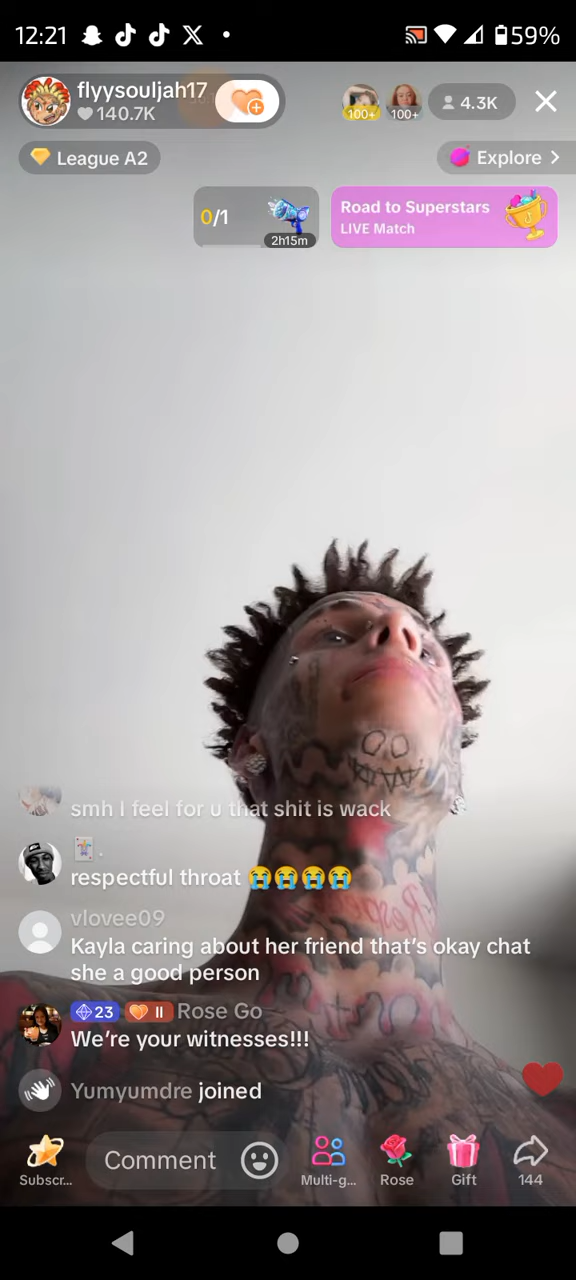 12:21
59%
flyysouljah17
140.7K
100+
100+
4.3K
League A2
Explore
0/1
2h15m
Road to Superstars
LIVE Match
smh I feel for u that shit is wack
.
respectful throat 😭😭😭😭
vlovee09
Kayla caring about her friend that’s okay chat
she a good person
23 II Rose Go
We’re your witnesses!!!
Yumyumdre joined
Comment
Subscr...
Multi-g...
Rose
Gift
144